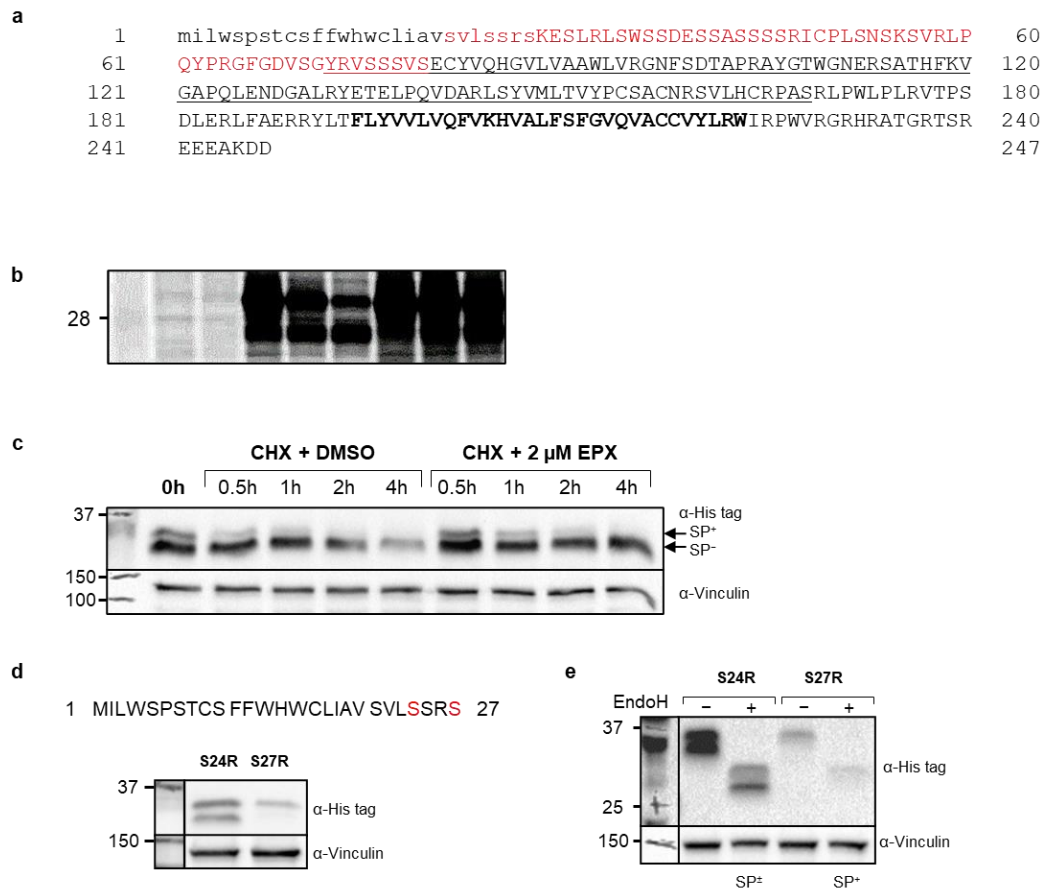 a
1 milwspstcsffwhwcliavsvlssrsKESLRLSWSSDESSASSSSRICPLSNSKSVRLP 60
61 QYPRGFGDVSGYRVSSSVSECYVQHGVLVAAWLVRGNFSDTAPRAYGTWGNERSATHFKV 120
121 GAPQLENDGALRYETELPQVDARLSYVMLTVYPCSACNRSVLHCRPASRLPWLPLRVTPS 180
181 DLERLFAERRYLTFLYVVLVQFVKHVALFSFGVQVACCVYLRWIRPWVRGRHRATGRTSR 240
241 EEEAKDD 247
b
28
c
CHX + DMSO CHX + 2 µM EPX
0h 0.5h 1h 2h 4h 0.5h 1h 2h 4h
37
α-His tag
SP+
SP-
150
100
α-Vinculin
d
1 MILWSPSTCS FFWHWCLIAV SVLSSRS 27
S24R S27R
37
α-His tag
150
α-Vinculin
e
S24R S27R
EndoH − + − +
37
α-His tag
25
150
α-Vinculin
SP± SP+